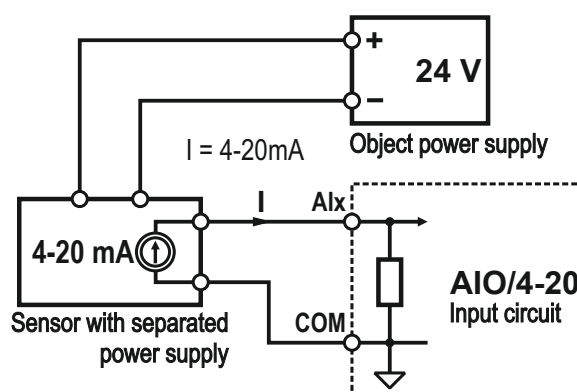 +
24 V
−
Object power supply
I = 4-20mA
I
AIx
4-20 mA
AIO/4-20
Input circuit
COM
Sensor with separated
power supply